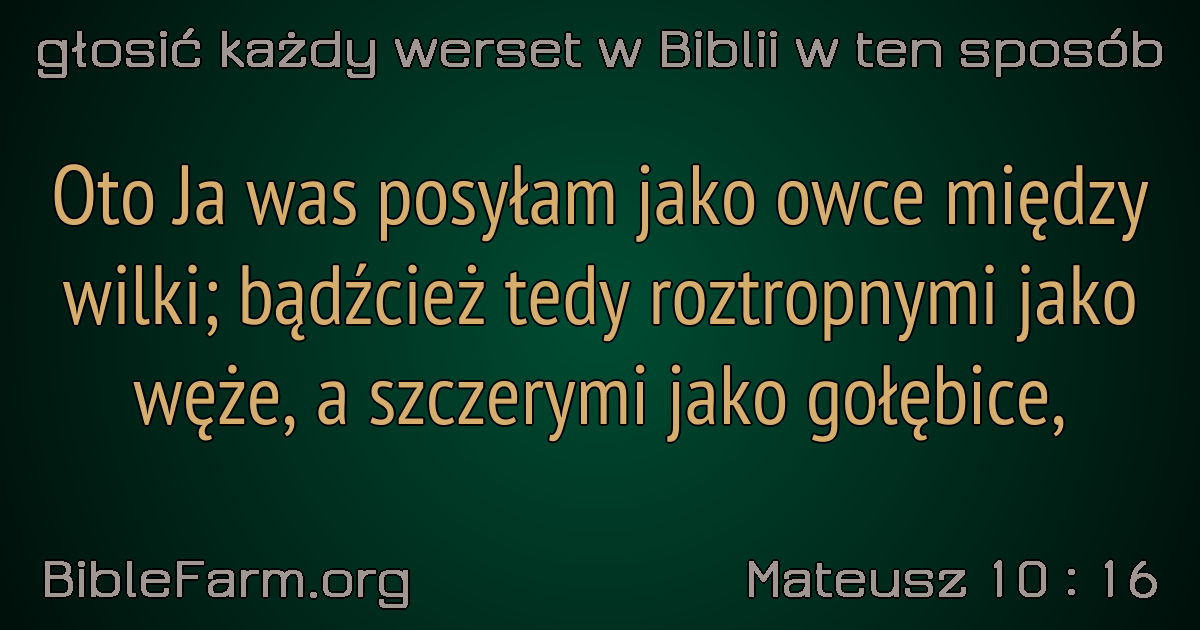 głosić każdy werset w Biblii w ten sposób
Oto Ja was posyłam jako owce między
wilki; bądźcież tedy roztropnymi jako
węże, a szczerymi jako gołębice,
BibleFarm.org
Mateusz 10 : 16